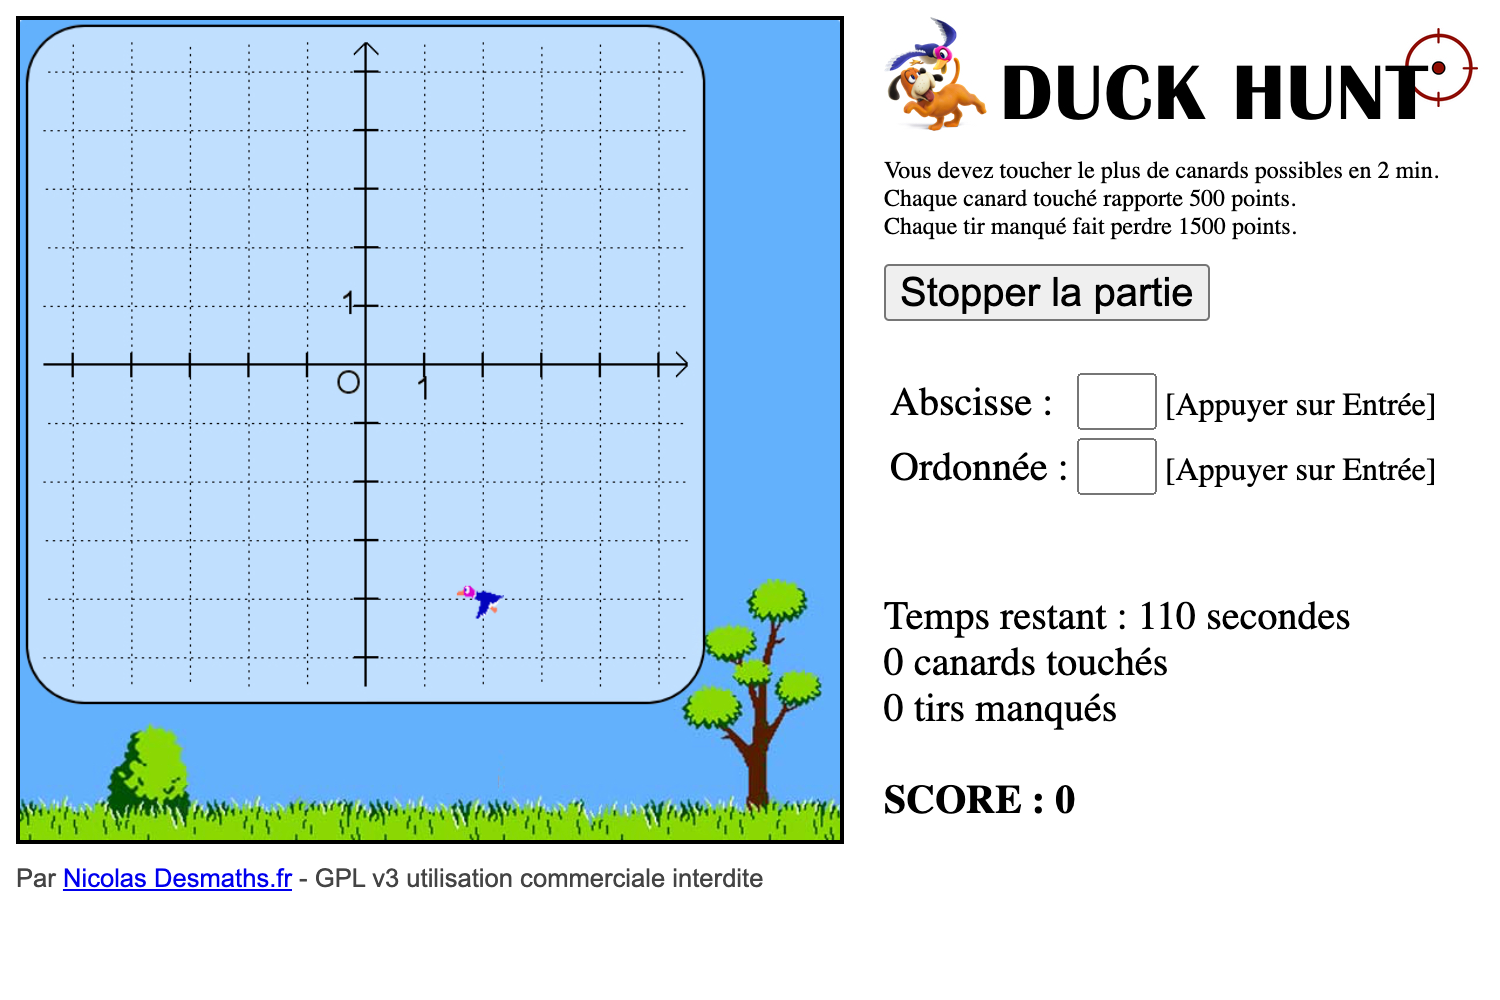 DUCK HUNT
Vous devez toucher le plus de canards possibles en 2 min.
Chaque canard touché rapporte 500 points.
Chaque tir manqué fait perdre 1500 points.
Stopper la partie
1
O
1
Abscisse : [Appuyer sur Entrée]
Ordonnée : [Appuyer sur Entrée]
Temps restant : 110 secondes
0 canards touchés
0 tirs manqués
SCORE : 0
Par Nicolas Desmaths.fr - GPL v3 utilisation commerciale interdite